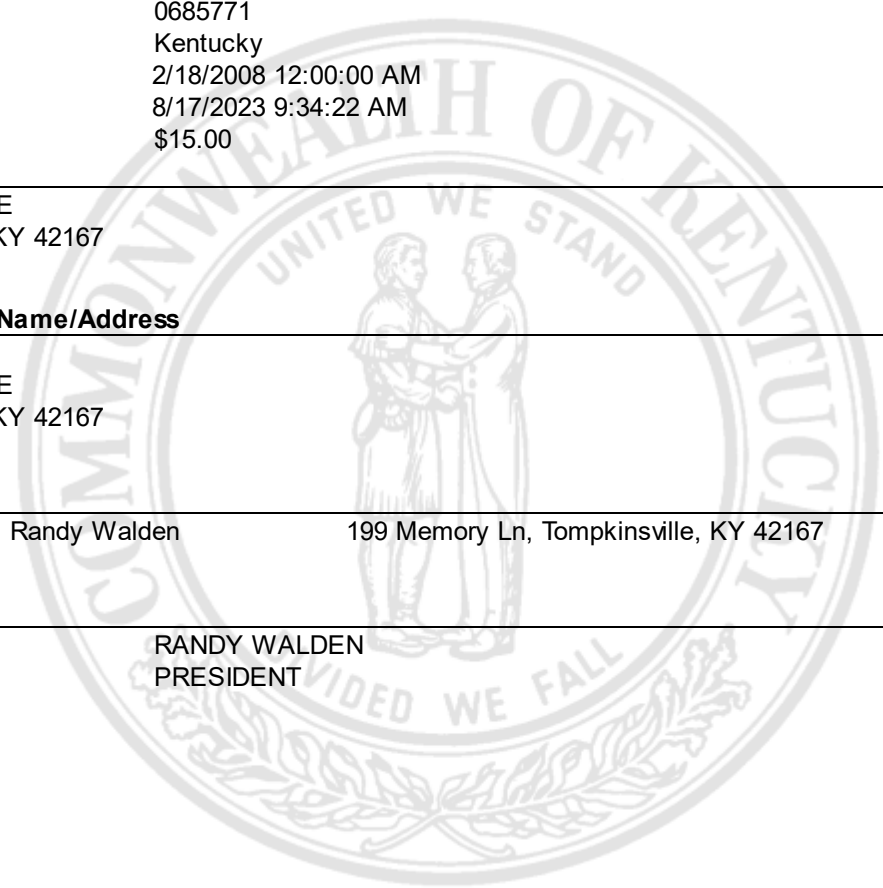 0685771
Kentucky
2/18/2008 12:00:00 AM
8/17/2023 9:34:22 AM
$15.00
E
KY 42167
Name/Address
E
KY 42167
Randy Walden 199 Memory Ln, Tompkinsville, KY 42167
RANDY WALDEN
PRESIDENT
COMMONWEALTH OF KENTUCKY
UNITED WE STAND
DIVIDED WE FALL